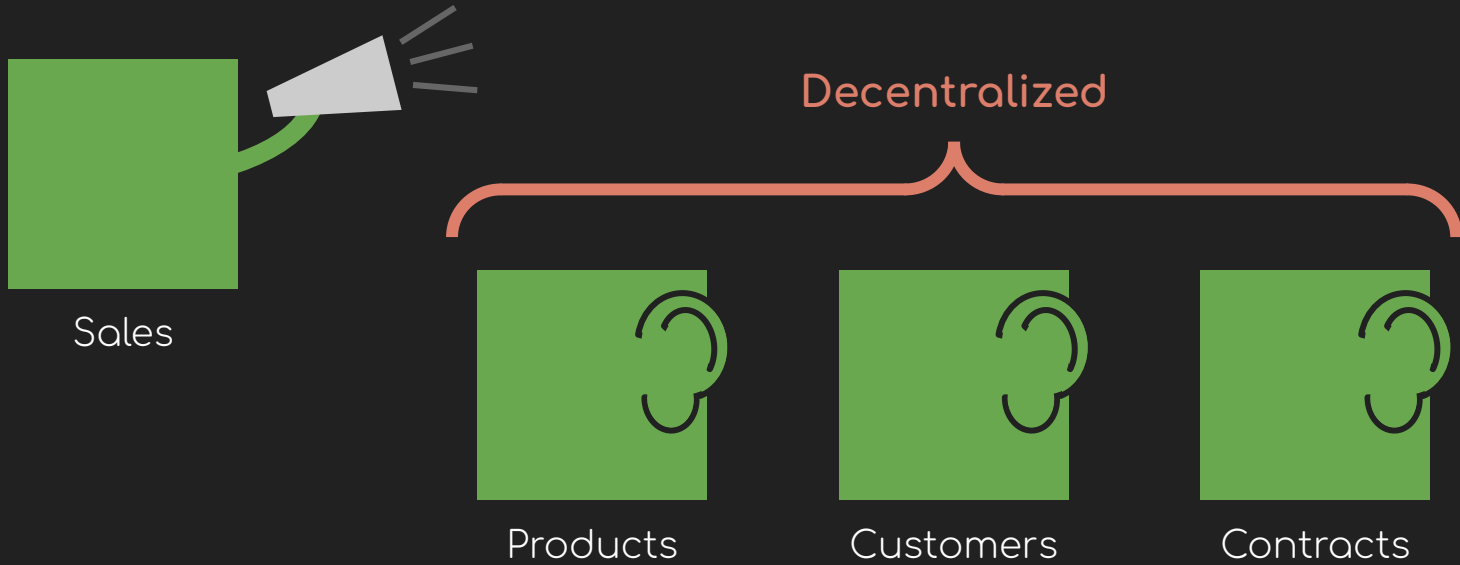 Decentralized
Sales
Products
Customers
Contracts